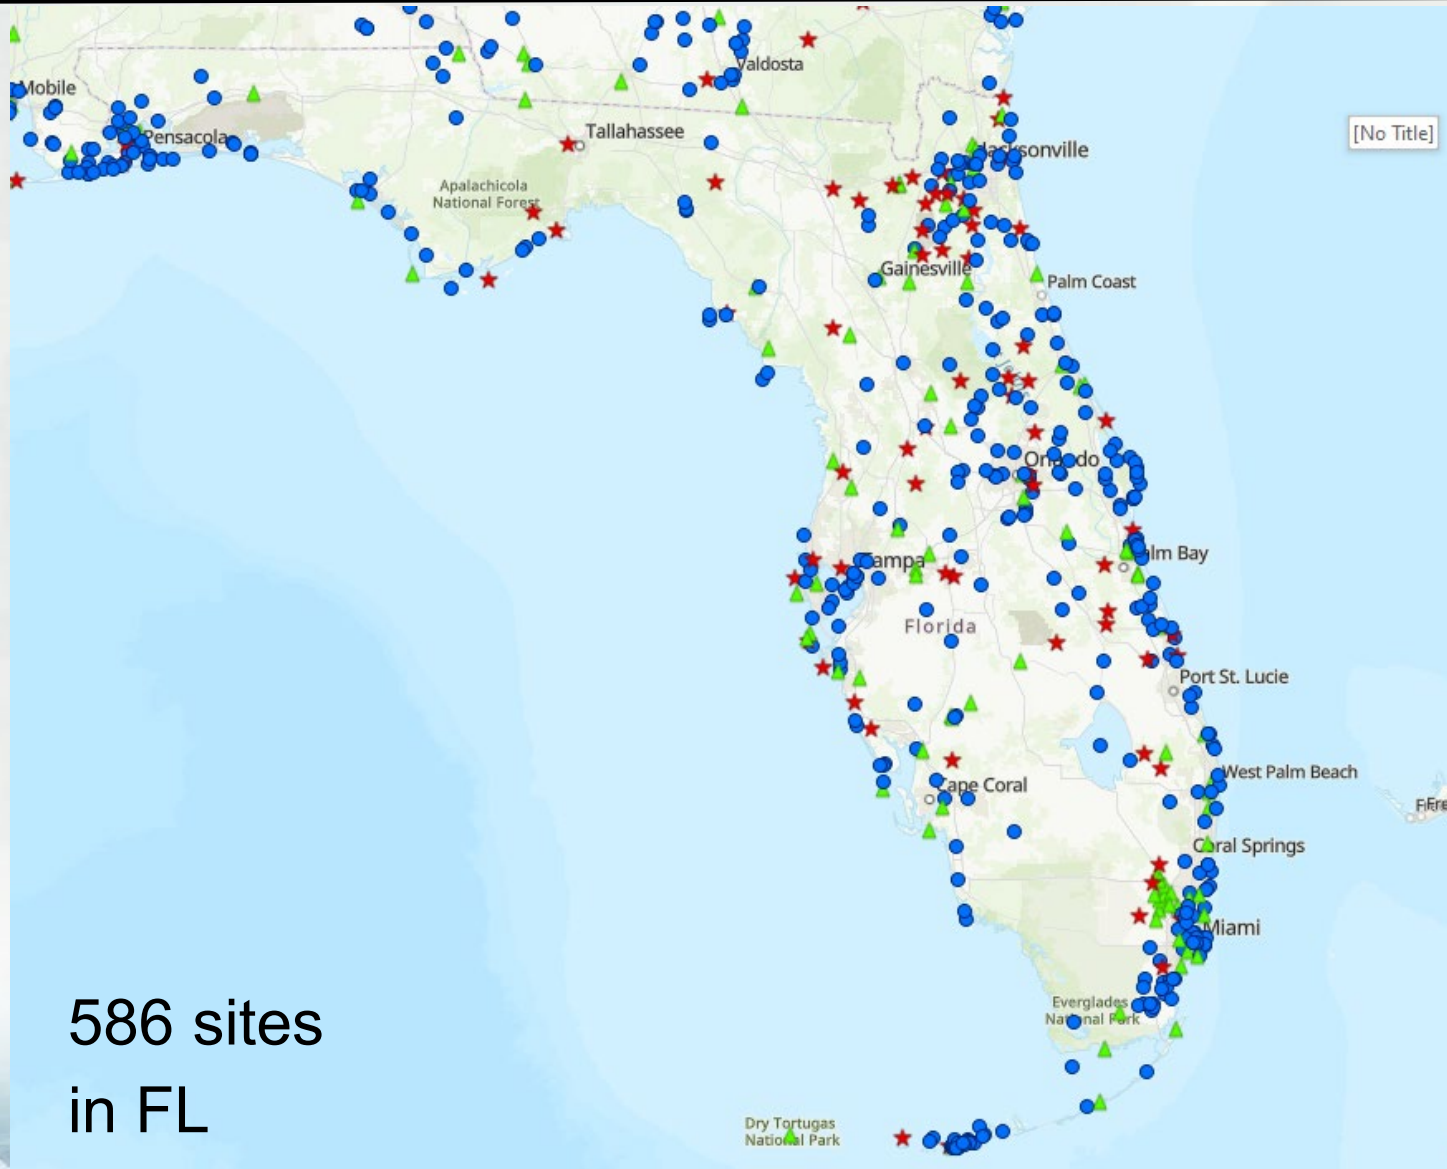 Valdosta
Mobile
Pensacola
Tallahassee
Jacksonville
[No Title]
Apalachicola
National Forest
Gainesville
Palm Coast
Orlando
Tampa
Palm Bay
Florida
Port St. Lucie
West Palm Beach
Cape Coral
Coral Springs
Miami
Everglades
National Park
586 sites
in FL
Dry Tortugas
National Park